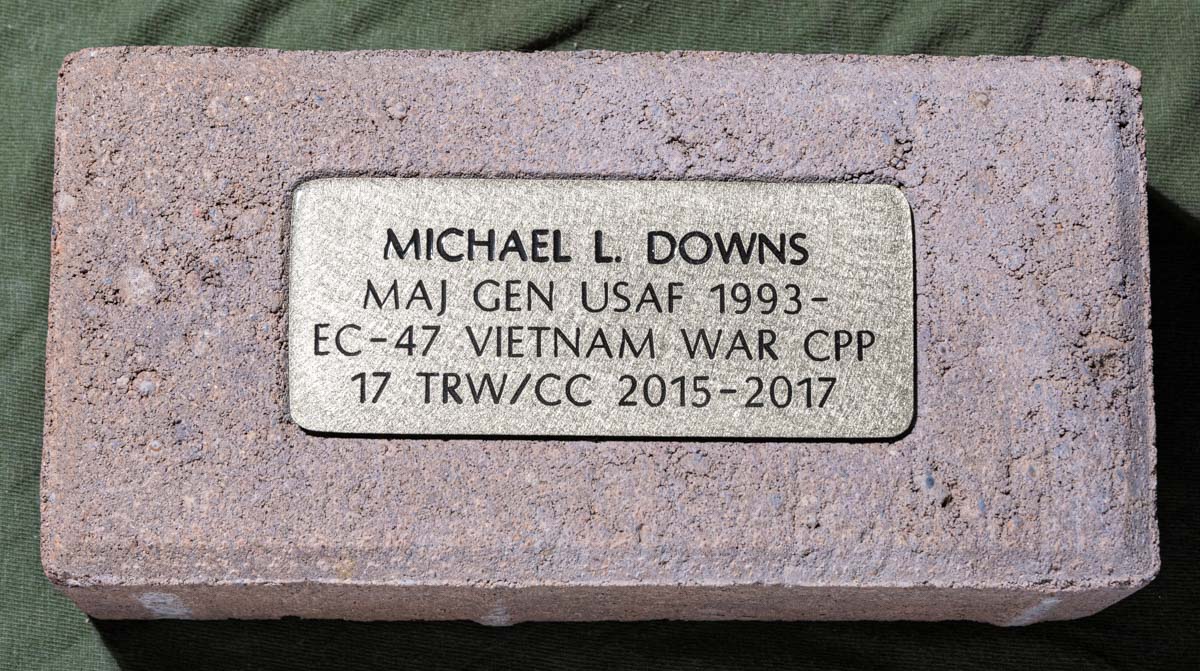 MICHAEL L. DOWNS
MAJ GEN USAF 1993-
EC-47 VIETNAM WAR CPP
17 TRW/CC 2015-2017